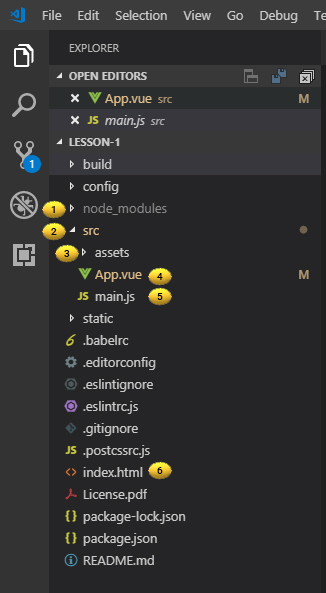 File Edit Selection View Go Debug T
EXPLORER
OPEN EDITORS
App.vue src M
JS main.js src
LESSON-1
build
1
config
1 node_modules
2 src
3 assets
App.vue 4 M
JS main.js 5
static
.babelrc
.editorconfig
.eslintignore
.eslintrc.js
.gitignore
.postcssrc.js
index.html 6
License.pdf
package-lock.json
package.json
README.md